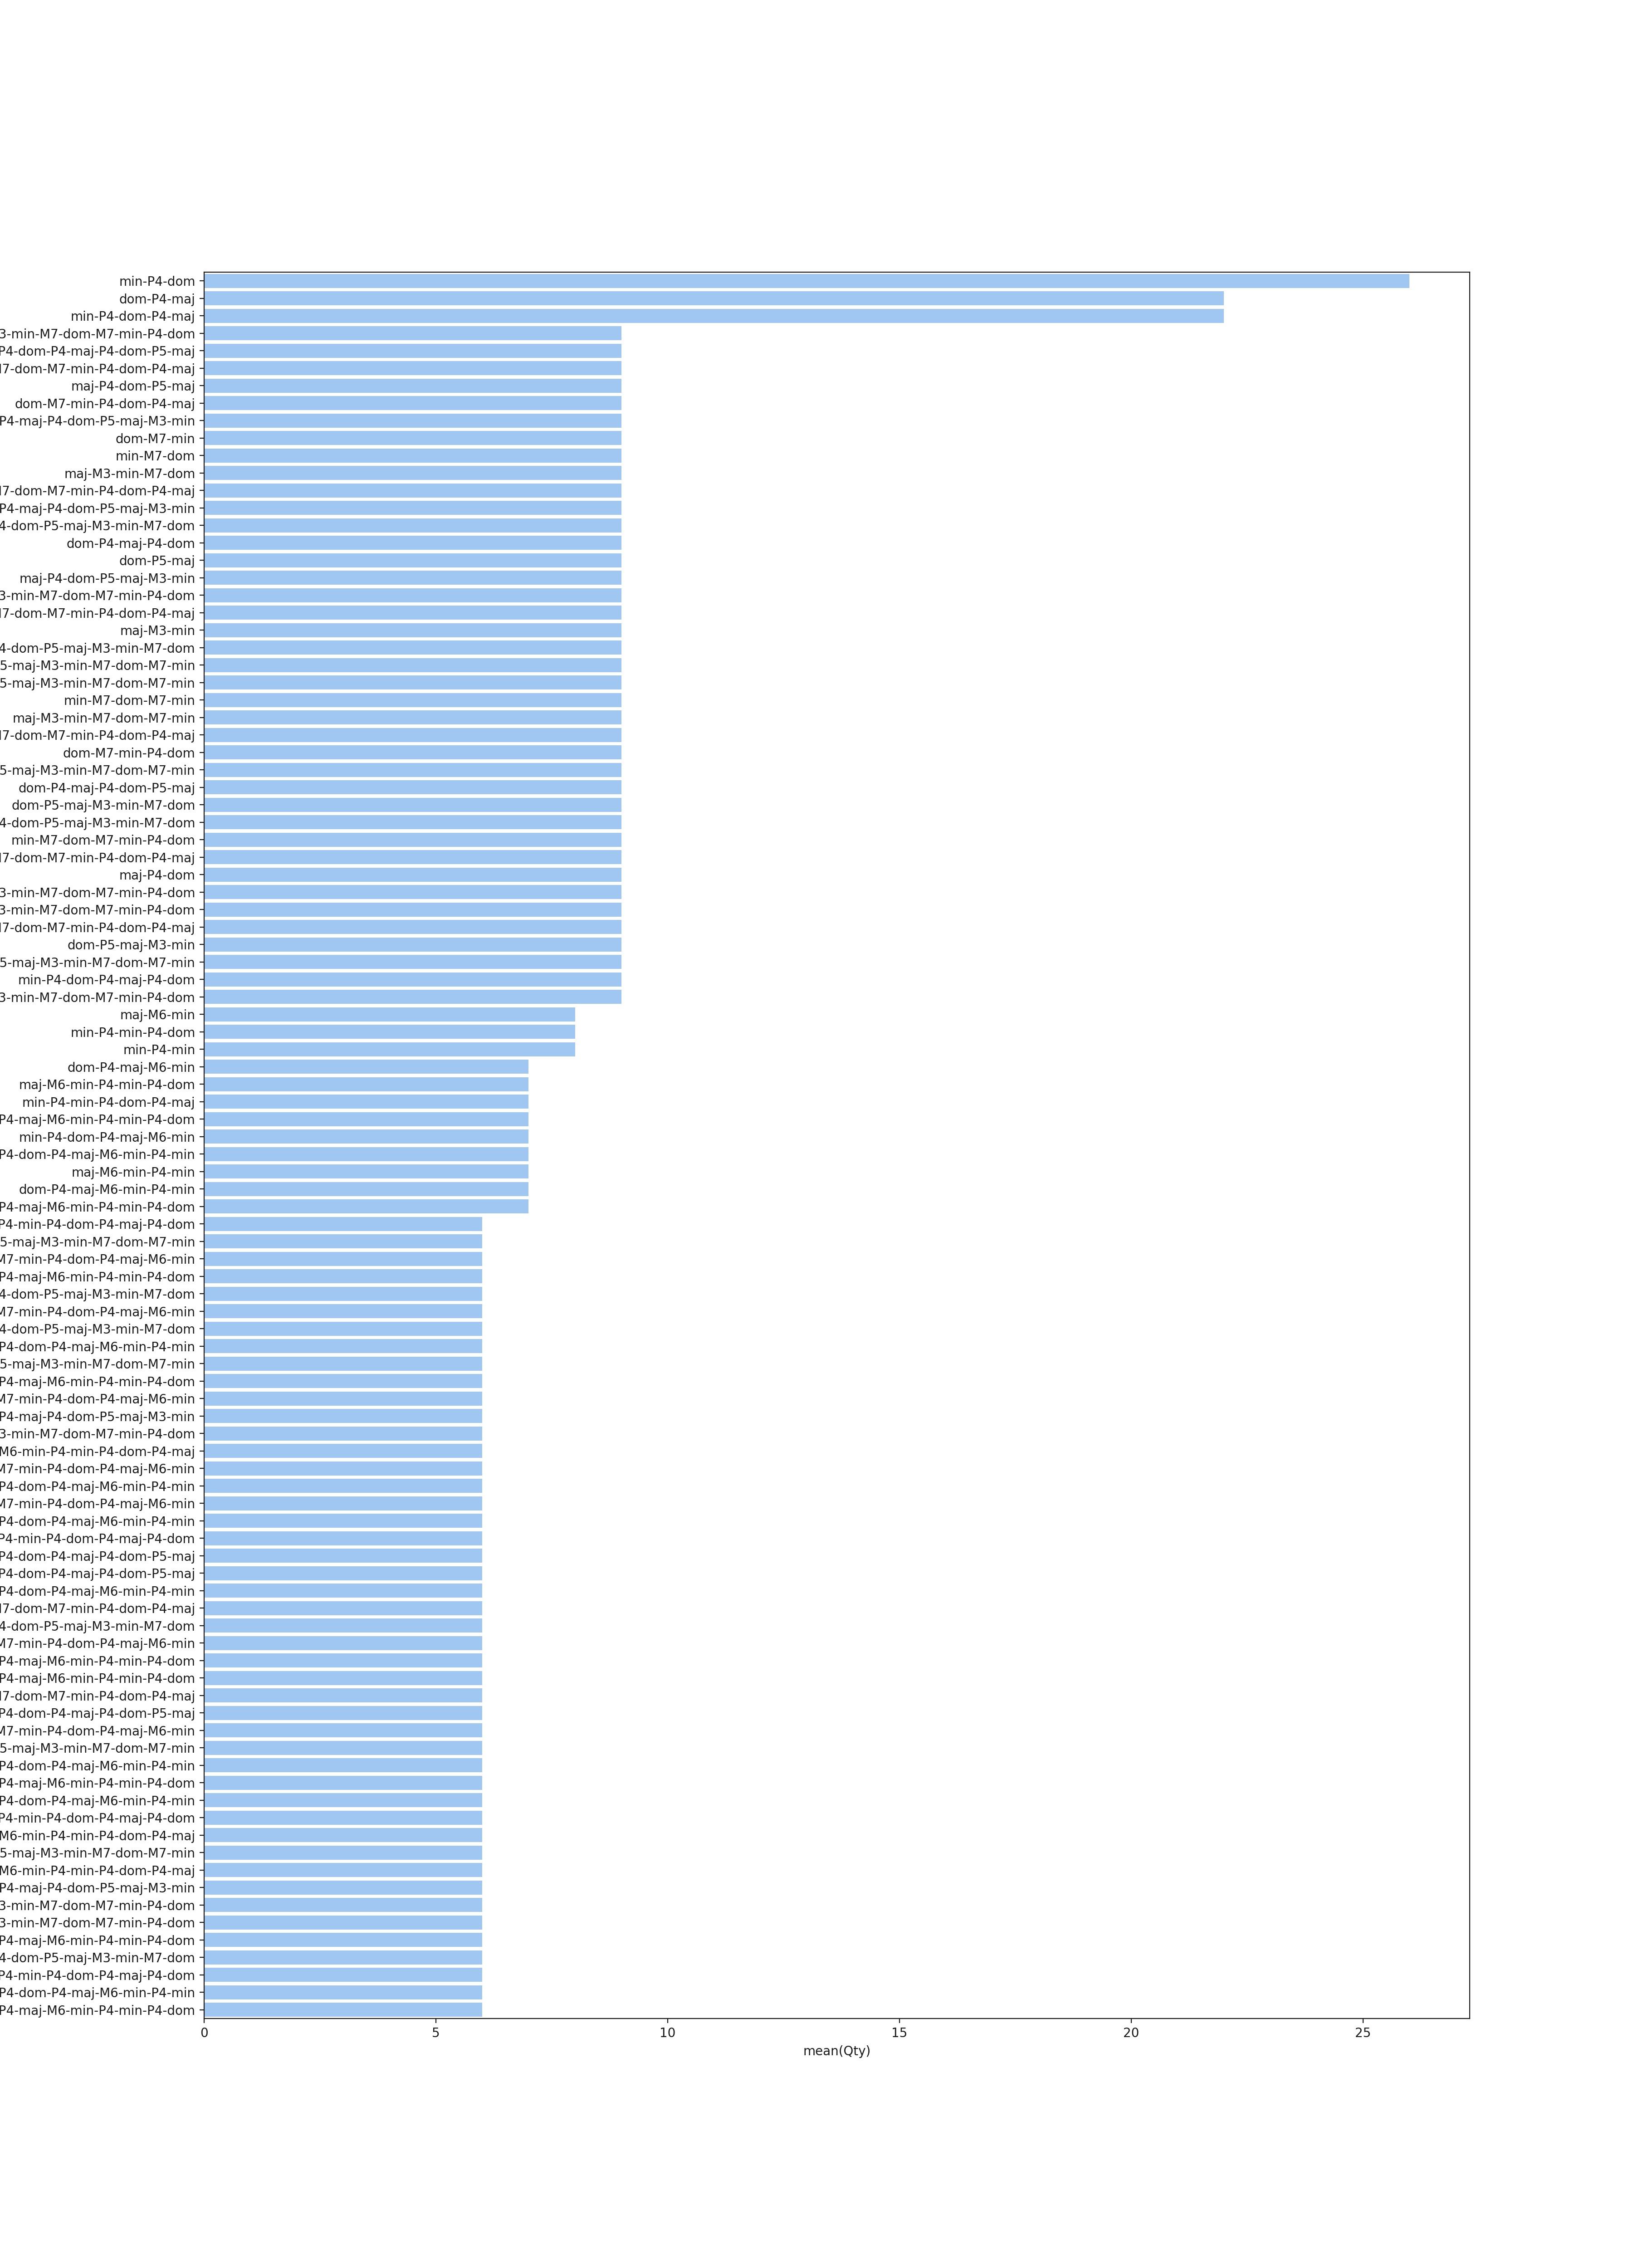 min-P4-dom
dom-P4-maj
min-P4-dom-P4-maj
3-min-M7-dom-M7-min-P4-dom
P4-dom-P4-maj-P4-dom-P5-maj
17-dom-M7-min-P4-dom-P4-maj
maj-P4-dom-P5-maj
dom-M7-min-P4-dom-P4-maj
P4-maj-P4-dom-P5-maj-M3-min
dom-M7-min
min-M7-dom
maj-M3-min-M7-dom
17-dom-M7-min-P4-dom-P4-maj
P4-maj-P4-dom-P5-maj-M3-min
4-dom-P5-maj-M3-min-M7-dom
dom-P4-maj-P4-dom
dom-P5-maj
maj-P4-dom-P5-maj-M3-min
3-min-M7-dom-M7-min-P4-dom
17-dom-M7-min-P4-dom-P4-maj
maj-M3-min
4-dom-P5-maj-M3-min-M7-dom
5-maj-M3-min-M7-dom-M7-min
5-maj-M3-min-M7-dom-M7-min
min-M7-dom-M7-min
maj-M3-min-M7-dom-M7-min
17-dom-M7-min-P4-dom-P4-maj
dom-M7-min-P4-dom
5-maj-M3-min-M7-dom-M7-min
dom-P4-maj-P4-dom-P5-maj
dom-P5-maj-M3-min-M7-dom
4-dom-P5-maj-M3-min-M7-dom
min-M7-dom-M7-min-P4-dom
17-dom-M7-min-P4-dom-P4-maj
maj-P4-dom
3-min-M7-dom-M7-min-P4-dom
3-min-M7-dom-M7-min-P4-dom
17-dom-M7-min-P4-dom-P4-maj
dom-P5-maj-M3-min
5-maj-M3-min-M7-dom-M7-min
min-P4-dom-P4-maj-P4-dom
3-min-M7-dom-M7-min-P4-dom
maj-M6-min
min-P4-min-P4-dom
min-P4-min
dom-P4-maj-M6-min
maj-M6-min-P4-min-P4-dom
min-P4-min-P4-dom-P4-maj
P4-maj-M6-min-P4-min-P4-dom
min-P4-dom-P4-maj-M6-min
P4-dom-P4-maj-M6-min-P4-min
maj-M6-min-P4-min
dom-P4-maj-M6-min-P4-min
P4-maj-M6-min-P4-min-P4-dom
P4-min-P4-dom-P4-maj-P4-dom
5-maj-M3-min-M7-dom-M7-min
M7-min-P4-dom-P4-maj-M6-min
P4-maj-M6-min-P4-min-P4-dom
4-dom-P5-maj-M3-min-M7-dom
M7-min-P4-dom-P4-maj-M6-min
4-dom-P5-maj-M3-min-M7-dom
P4-dom-P4-maj-M6-min-P4-min
5-maj-M3-min-M7-dom-M7-min
P4-maj-M6-min-P4-min-P4-dom
M7-min-P4-dom-P4-maj-M6-min
P4-maj-P4-dom-P5-maj-M3-min
3-min-M7-dom-M7-min-P4-dom
M6-min-P4-min-P4-dom-P4-maj
M7-min-P4-dom-P4-maj-M6-min
P4-dom-P4-maj-M6-min-P4-min
M7-min-P4-dom-P4-maj-M6-min
P4-dom-P4-maj-M6-min-P4-min
P4-min-P4-dom-P4-maj-P4-dom
P4-dom-P4-maj-P4-dom-P5-maj
P4-dom-P4-maj-P4-dom-P5-maj
P4-dom-P4-maj-M6-min-P4-min
17-dom-M7-min-P4-dom-P4-maj
4-dom-P5-maj-M3-min-M7-dom
M7-min-P4-dom-P4-maj-M6-min
P4-maj-M6-min-P4-min-P4-dom
P4-maj-M6-min-P4-min-P4-dom
17-dom-M7-min-P4-dom-P4-maj
P4-dom-P4-maj-P4-dom-P5-maj
M7-min-P4-dom-P4-maj-M6-min
5-maj-M3-min-M7-dom-M7-min
P4-dom-P4-maj-M6-min-P4-min
P4-maj-M6-min-P4-min-P4-dom
P4-dom-P4-maj-M6-min-P4-min
P4-min-P4-dom-P4-maj-P4-dom
M6-min-P4-min-P4-dom-P4-maj
5-maj-M3-min-M7-dom-M7-min
M6-min-P4-min-P4-dom-P4-maj
P4-maj-P4-dom-P5-maj-M3-min
3-min-M7-dom-M7-min-P4-dom
3-min-M7-dom-M7-min-P4-dom
P4-maj-M6-min-P4-min-P4-dom
4-dom-P5-maj-M3-min-M7-dom
P4-min-P4-dom-P4-maj-P4-dom
P4-dom-P4-maj-M6-min-P4-min
P4-maj-M6-min-P4-min-P4-dom
0 5 10 15 20 25
mean(Qty)